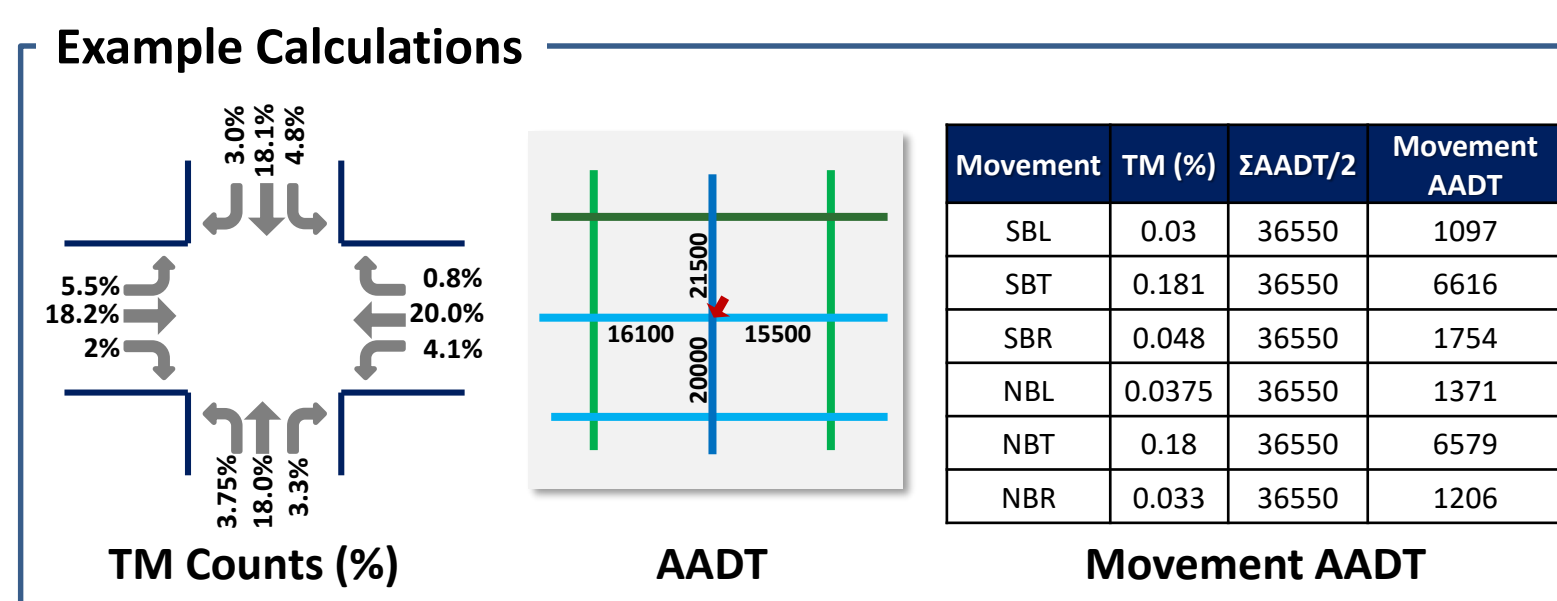 Example Calculations
3.0%
18.1%
4.8%
5.5%
18.2%
2%
0.8%
20.0%
4.1%
3.75%
18.0%
3.3%
TM Counts (%)
21500
16100
15500
20000
AADT
Movement TM (%) ΣAADT/2 Movement AADT
SBL 0.03 36550 1097
SBT 0.181 36550 6616
SBR 0.048 36550 1754
NBL 0.0375 36550 1371
NBT 0.18 36550 6579
NBR 0.033 36550 1206
Movement AADT